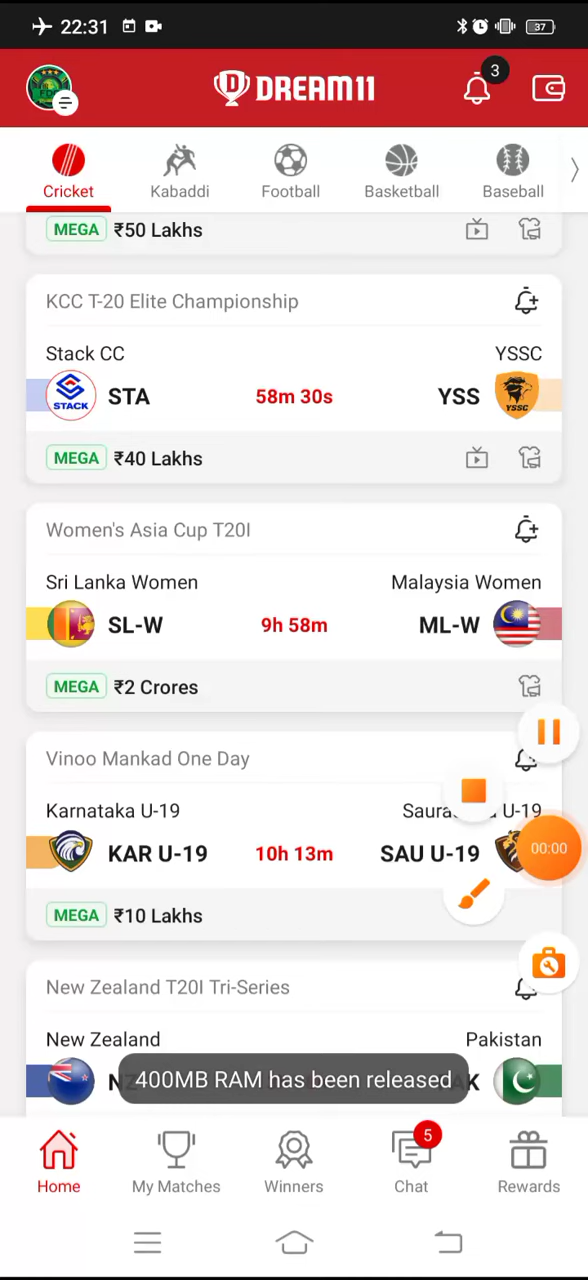 22:31
37
DREAM11
3
Cricket
Kabaddi
Football
Basketball
Baseball
MEGA ₹50 Lakhs
KCC T-20 Elite Championship
Stack CC
YSSC
STACK
STA
58m 30s
YSS
YSSC
MEGA ₹40 Lakhs
Women's Asia Cup T20I
Sri Lanka Women
Malaysia Women
SL-W
9h 58m
ML-W
MEGA ₹2 Crores
Vinoo Mankad One Day
Karnataka U-19
U-19
KAR U-19
10h 13m
SAU U-19
00:00
MEGA ₹10 Lakhs
New Zealand T20I Tri-Series
New Zealand
Pakistan
400MB RAM has been released
5
Home
My Matches
Winners
Chat
Rewards